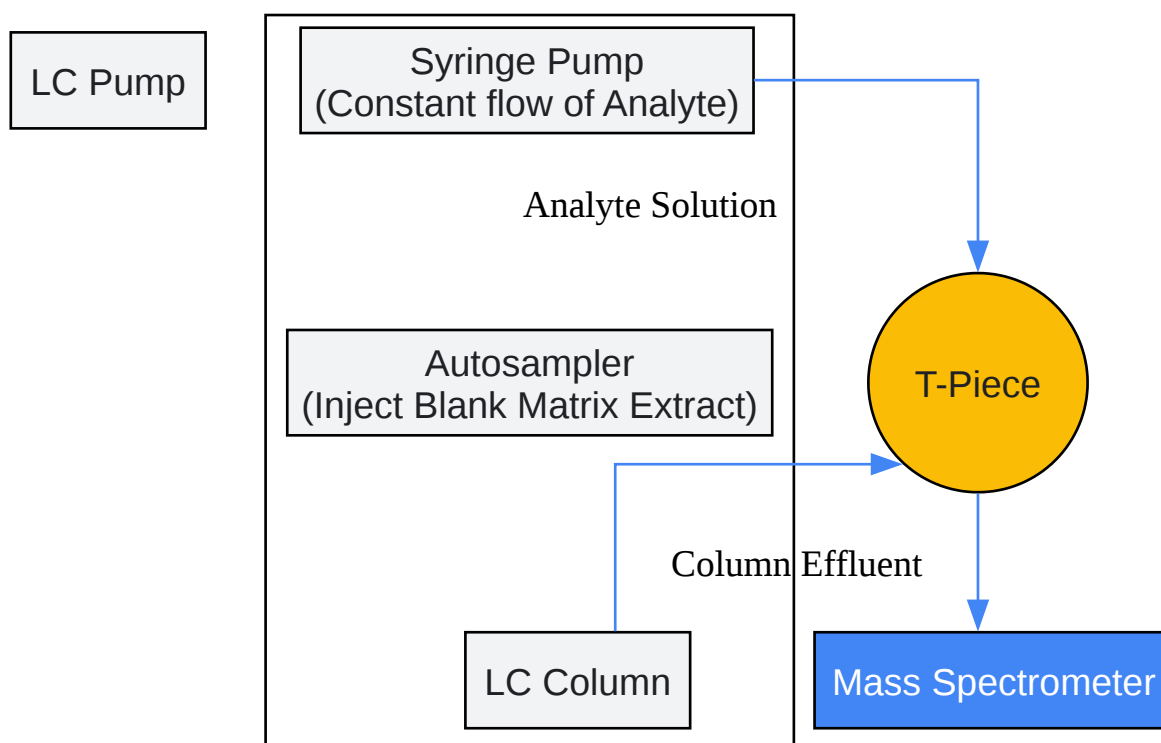 LC Pump
Syringe Pump
(Constant flow of Analyte)
Analyte Solution
Autosampler
(Inject Blank Matrix Extract)
T-Piece
Column Effluent
LC Column
Mass Spectrometer